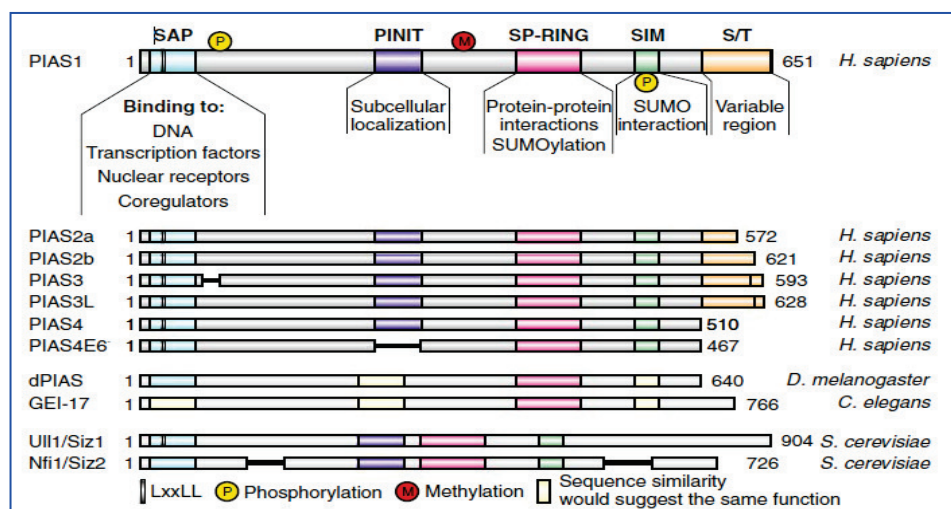 SAP P PINIT M SP-RING SIM S/T
PIAS1 1 651 H. sapiens
P
Binding to:
DNA
Transcription factors
Nuclear receptors
Coregulators
Subcellular
localization
Protein-protein
interactions
SUMOylation
SUMO
interaction
Variable
region
PIAS2a 1 572 H. sapiens
PIAS2b 1 621 H. sapiens
PIAS3 1 593 H. sapiens
PIAS3L 1 628 H. sapiens
PIAS4 1 510 H. sapiens
PIAS4E6⁻ 1 467 H. sapiens
dPIAS 1 640 D. melanogaster
GEI-17 1 766 C. elegans
Ull1/Siz1 1 904 S. cerevisiae
Nfi1/Siz2 1 726 S. cerevisiae
LxxLL P Phosphorylation M Methylation Sequence similarity
would suggest the same function